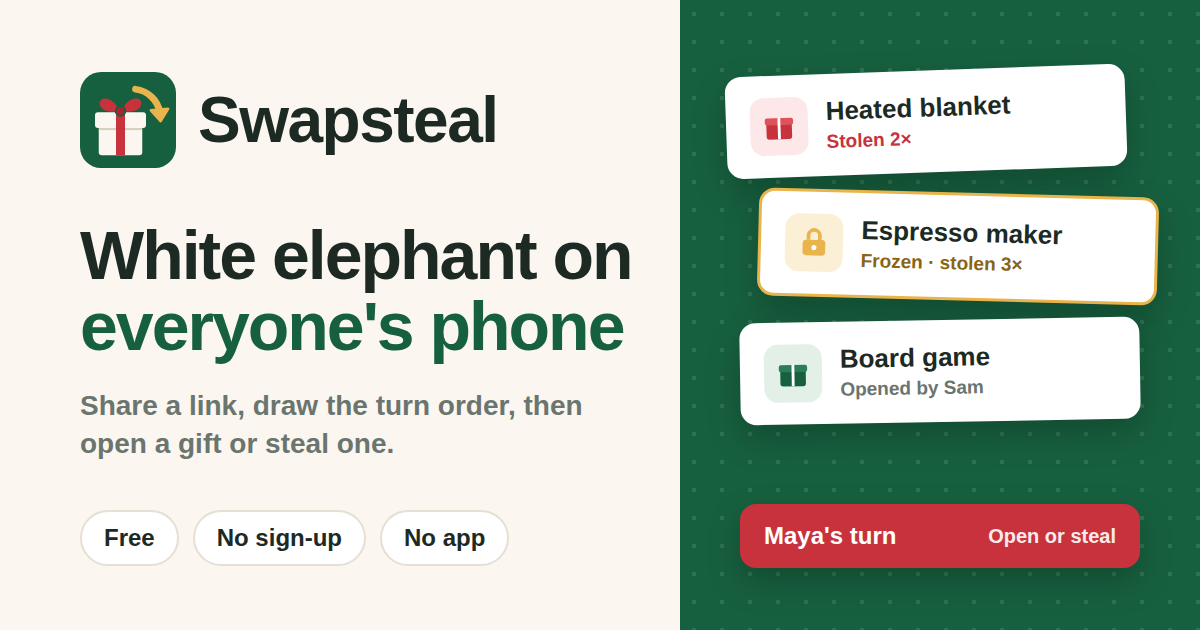 Swapsteal
White elephant on
everyone's phone
Share a link, draw the turn order, then
open a gift or steal one.
Free
No sign-up
No app
Heated blanket
Stolen 2×
Espresso maker
Frozen · stolen 3×
Board game
Opened by Sam
Maya's turn
Open or steal